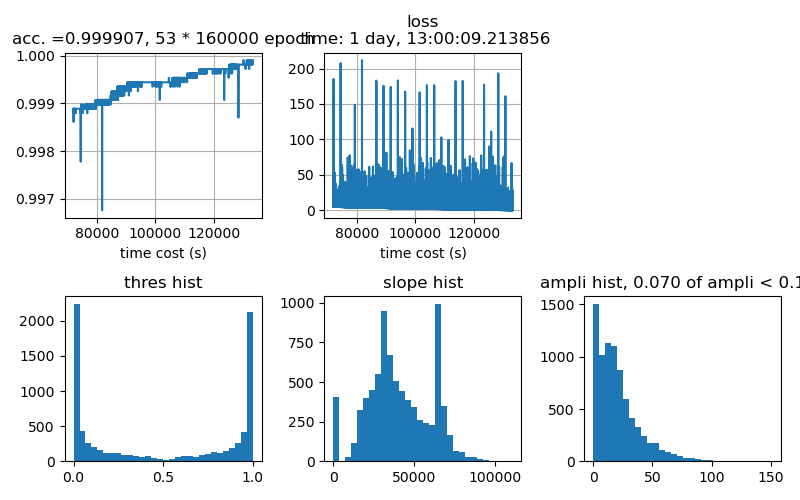 loss
acc. =0.999907, 53 * 160000 epoch
time: 1 day, 13:00:09.213856
1.000
0.999
0.998
0.997
80000 100000 120000
time cost (s)
200
150
100
50
0
80000 100000 120000
time cost (s)
thres hist
slope hist
ampli hist, 0.070 of ampli < 0.1
2000
1500
1000
500
0
0.0 0.5 1.0
1000
750
500
250
0
0 50000 100000
1500
1000
500
0
0 50 100 150